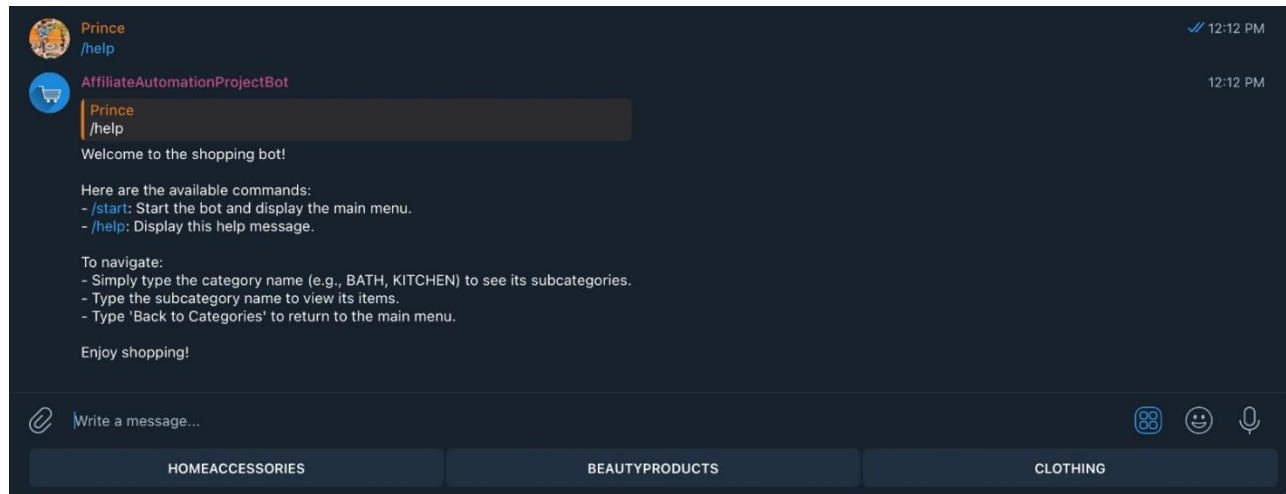 Prince
12:12 PM
/help
AffiliateAutomationProjectBot
12:12 PM
Prince
/help
Welcome to the shopping bot!
Here are the available commands:
- /start: Start the bot and display the main menu.
- /help: Display this help message.
To navigate:
- Simply type the category name (e.g., BATH, KITCHEN) to see its subcategories.
- Type the subcategory name to view its items.
- Type 'Back to Categories' to return to the main menu.
Enjoy shopping!
Write a message...
HOMEACCESSORIES
BEAUTYPRODUCTS
CLOTHING